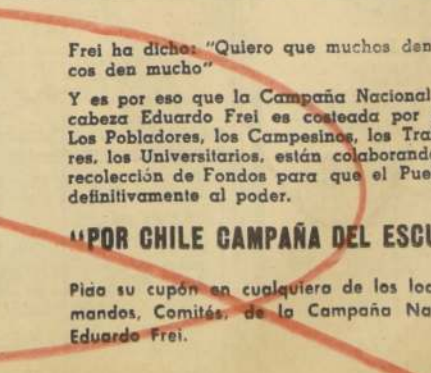 Frei ha dicho: "Quiero que muchos den
cos den mucho"
Y es por eso que la Campaña Nacional
cabeza Eduardo Frei es costeada por
Los Pobladores, los Campesinos, los Tra
res, los Universitarios, están colaborand
recolección de Fondos para que el Pue
definitivamente al poder.
"POR CHILE CAMPAÑA DEL ESCU
Pida su cupón en cualquiera de los loc
mandos, Comités, de la Campaña Na
Eduardo Frei.